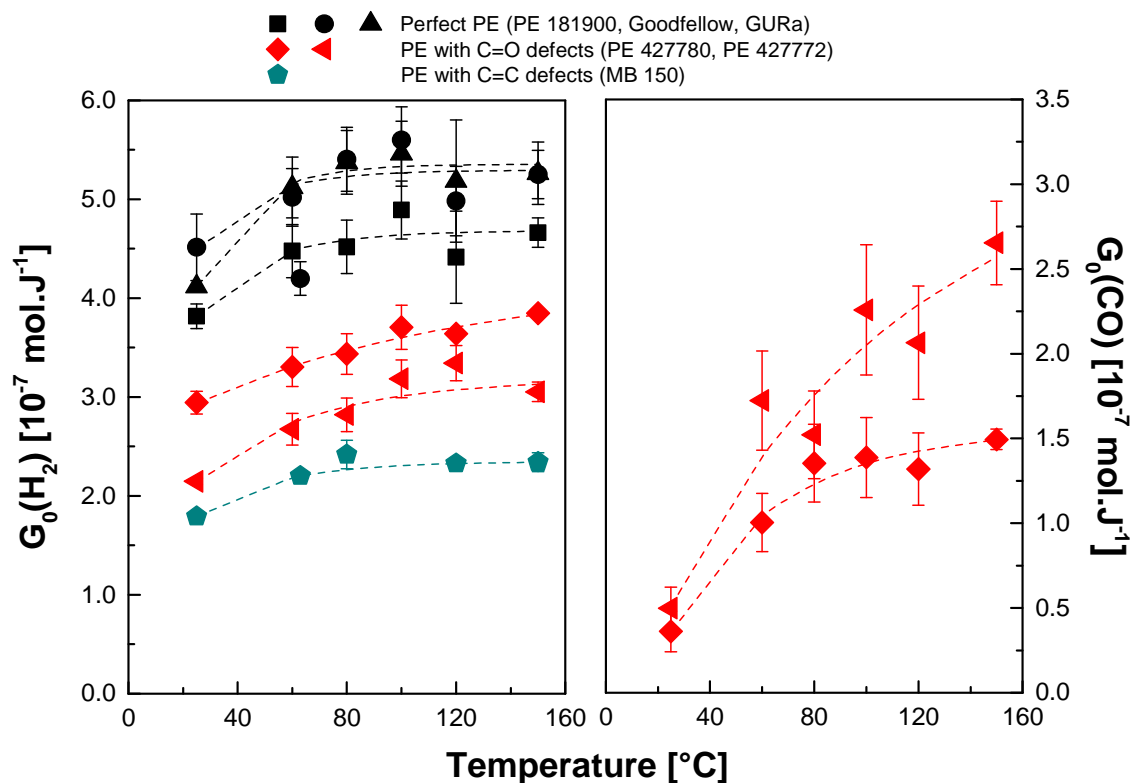 Perfect PE (PE 181900, Goodfellow, GURa)
PE with C=O defects (PE 427780, PE 427772)
PE with C=C defects (MB 150)
G₀(H₂) [10⁻⁷ mol.J⁻¹]
6.0
5.0
4.0
3.0
2.0
1.0
0.0
0 40 80 120 160
3.5
3.0
2.5
2.0
1.5
1.0
0.5
0.0
0 40 80 120 160
G₀(CO) [10⁻⁷ mol.J⁻¹]
Temperature [°C]